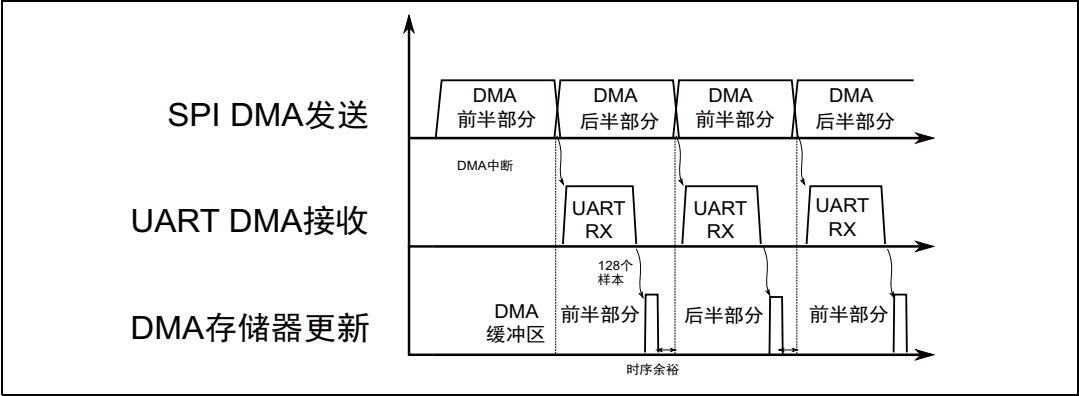 SPI DMA发送
DMA
前半部分
DMA
后半部分
DMA
前半部分
DMA
后半部分
DMA中断
UART DMA接收
UART
RX
UART
RX
UART
RX
128个
样本
DMA存储器更新
DMA
缓冲区
前半部分
后半部分
前半部分
时序余裕